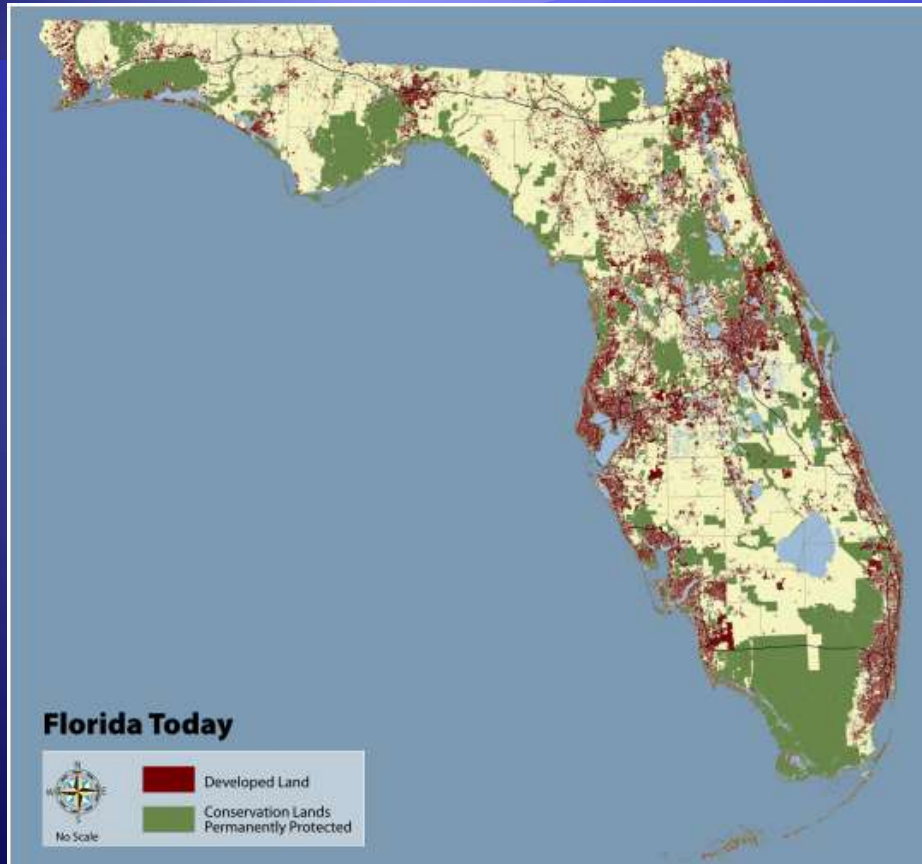 Florida Today
N
W
E
S
No Scale
Developed Land
Conservation Lands
Permanently Protected